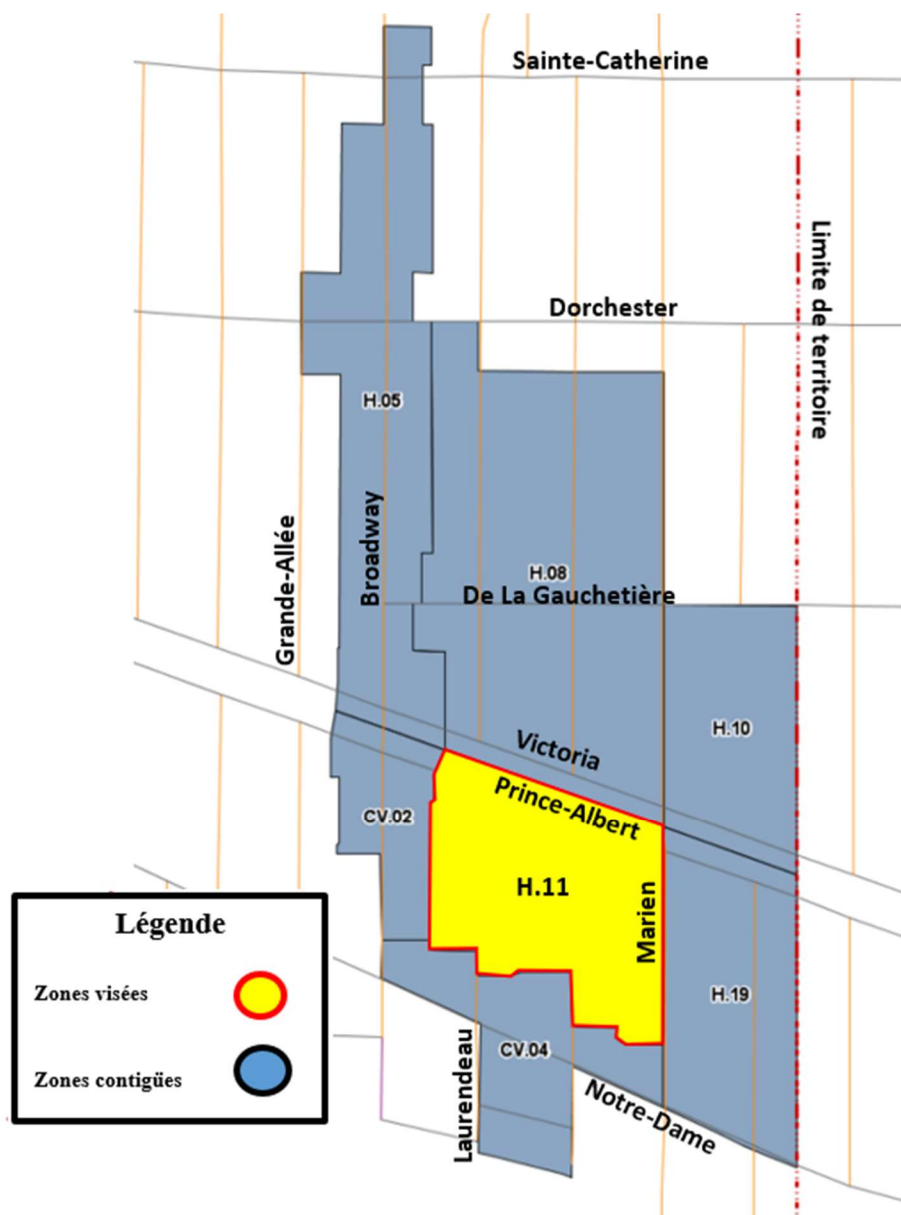 Sainte-Catherine
Limite de territoire
Dorchester
H.05
Grande-Allée
Broadway
H.08
De La Gauchetière
H.10
Victoria
Prince-Albert
CV.02
H.11
Marien
H.19
Légende
Zones visées
Zones contigües
Laurendeau
CV.04
Notre-Dame